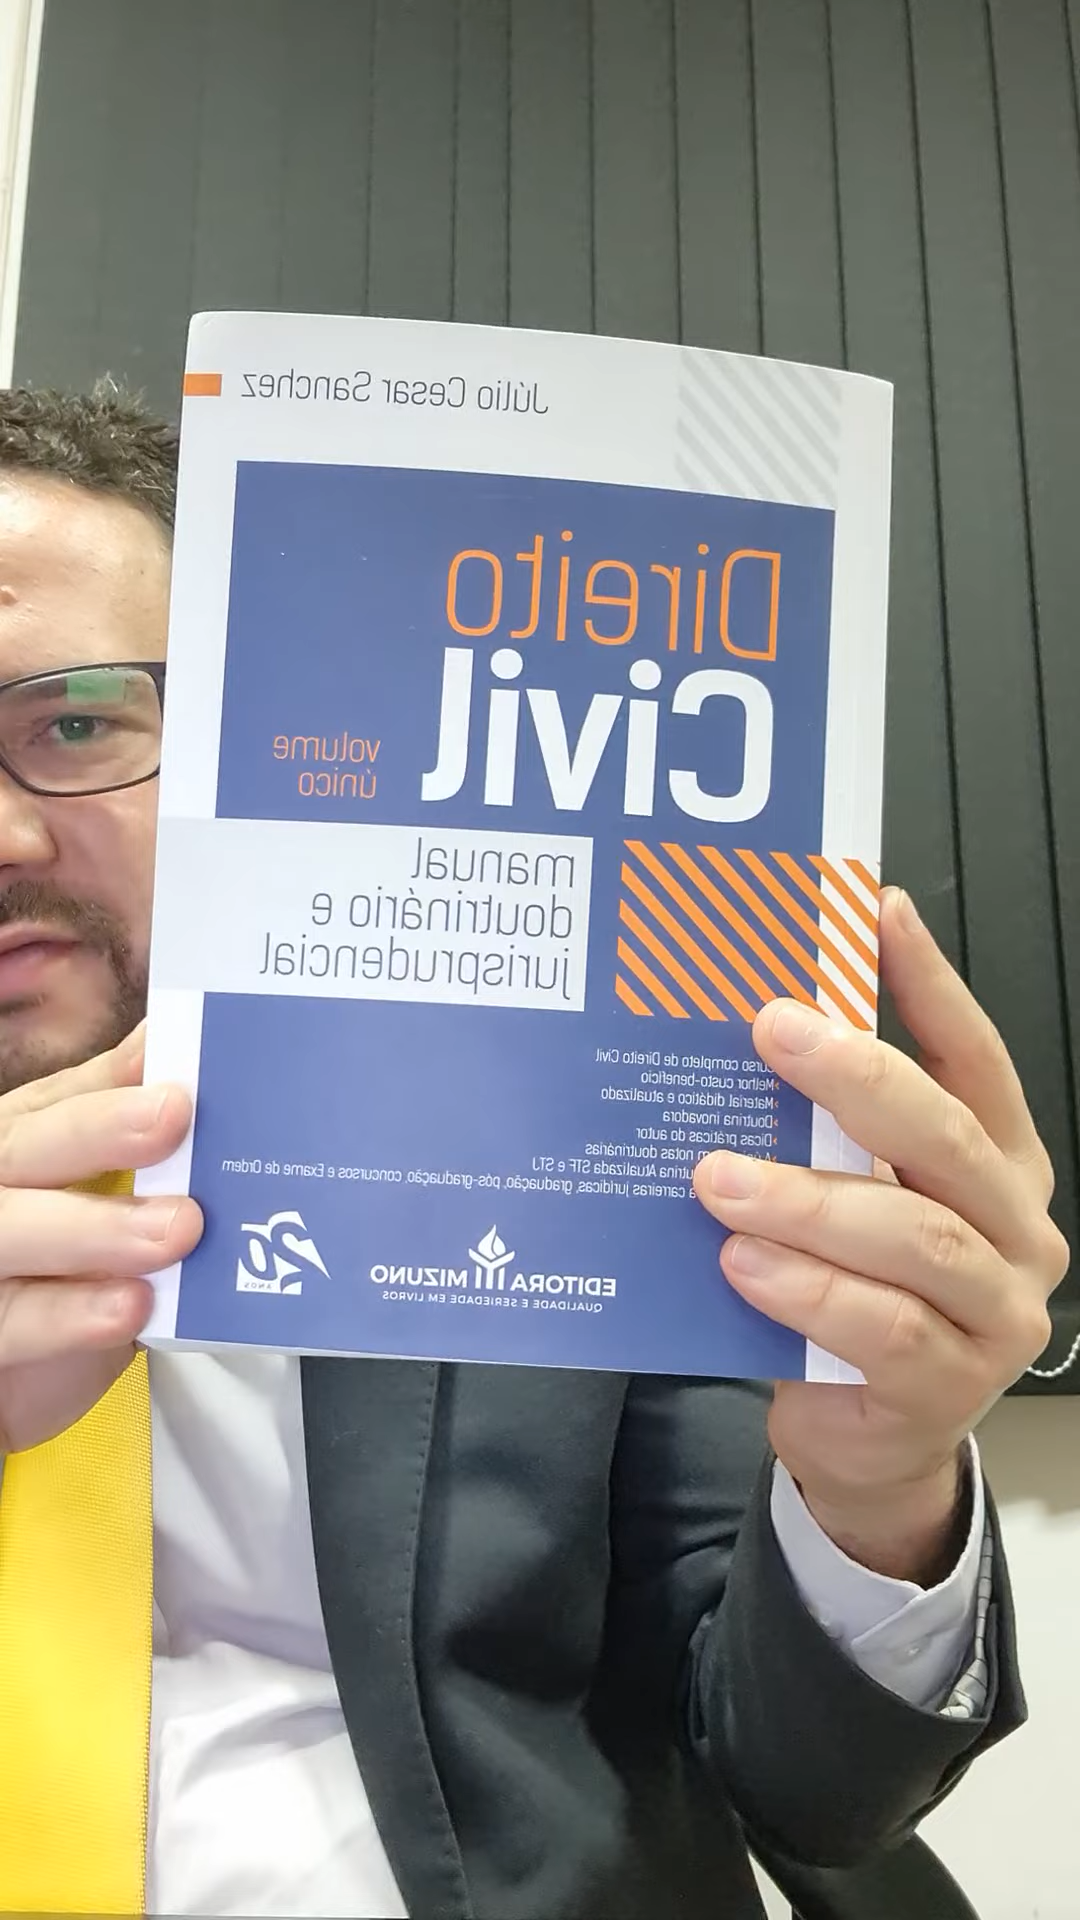 Júlio Cesar Sanchez
Direito
Civil
volume
único
manual
doutrinário e
jurisprudencial
Curso completo de Direito Civil
›Melhor custo-benefício
›Material didático e atualizado
›Doutrina inovadora
›Dicas práticas do autor
notas doutrinárias
Atualizada STF e STJ
carreiras jurídicas, graduação, pós-graduação, concursos e Exame de Ordem
EDITORA MIZUNO
QUALIDADE E SERIEDADE EM LIVROS
20
ANOS